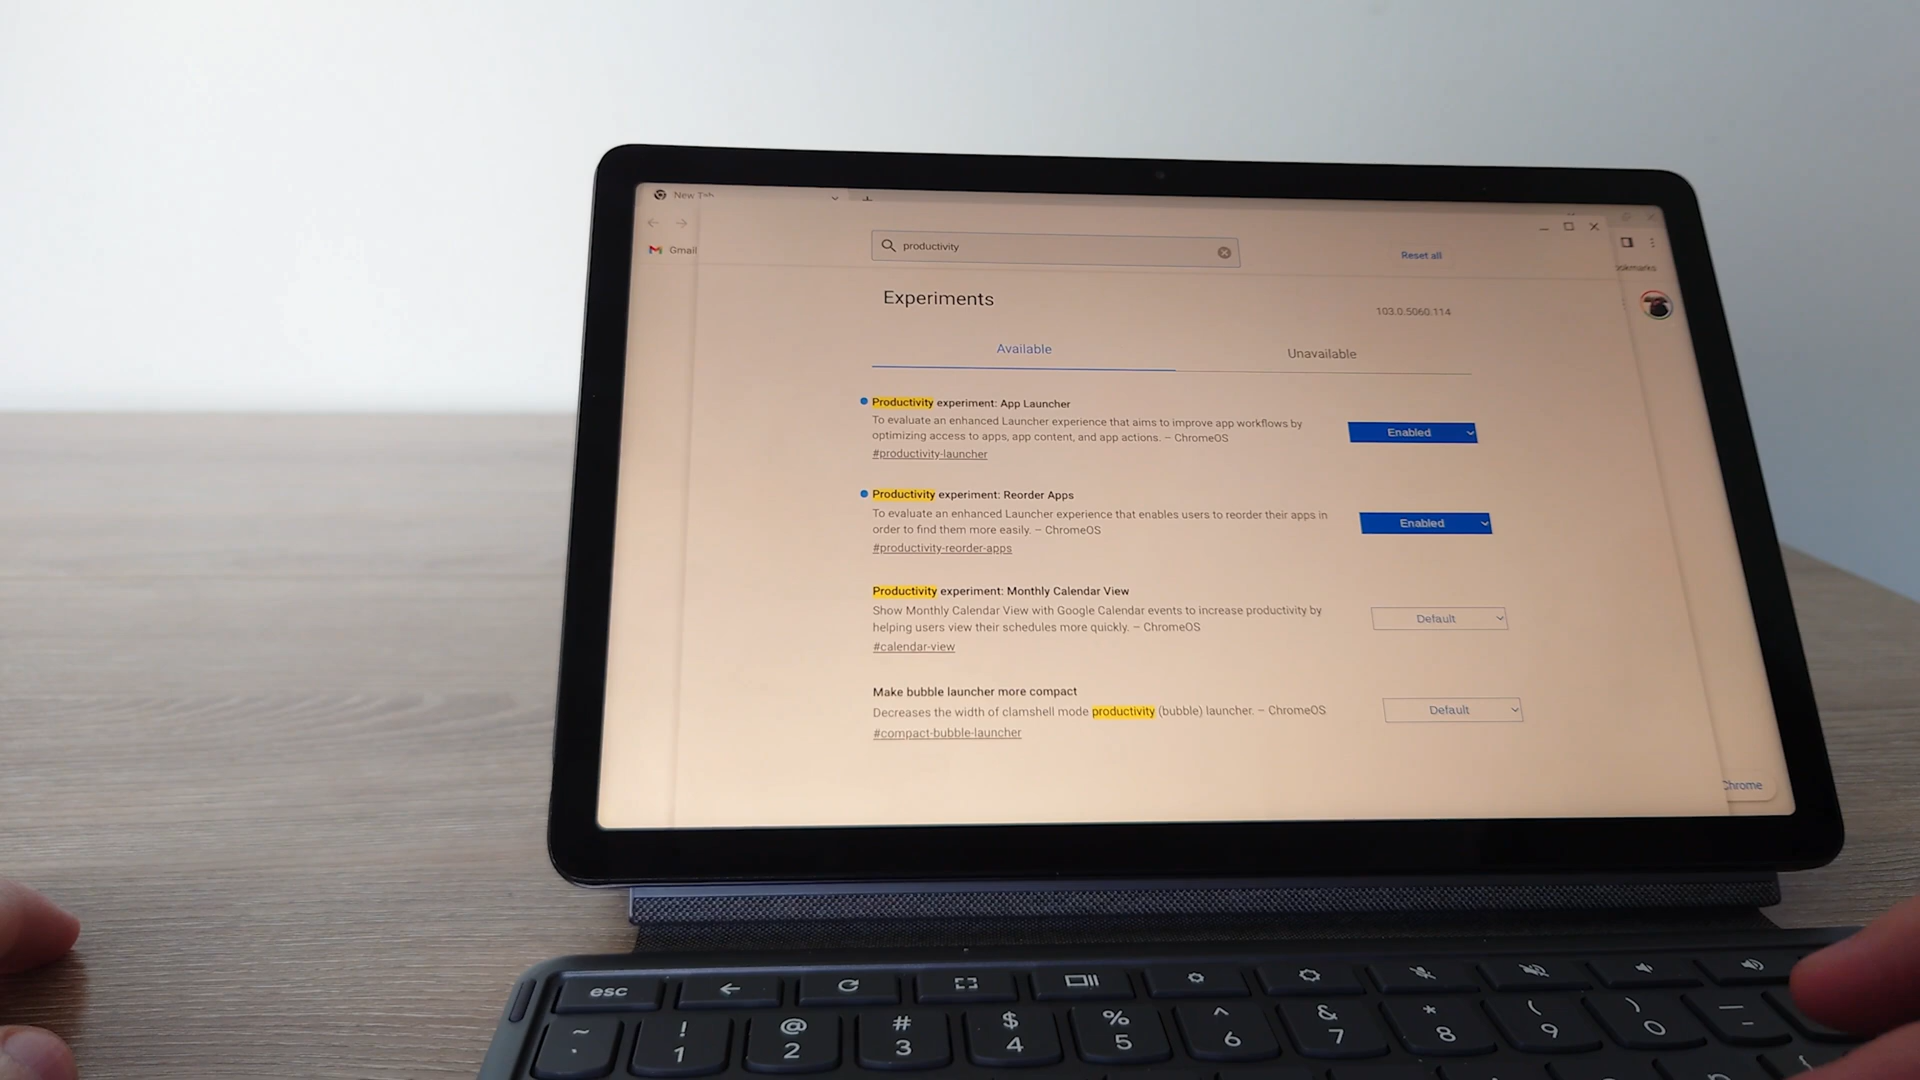 New Tab
Gmail
productivity
Reset all
Experiments
103.0.5060.114
Available
Unavailable
Productivity experiment: App Launcher
To evaluate an enhanced Launcher experience that aims to improve app workflows by
optimizing access to apps, app content, and app actions. – ChromeOS
#productivity-launcher
Enabled
Productivity experiment: Reorder Apps
To evaluate an enhanced Launcher experience that enables users to reorder their apps in
order to find them more easily. – ChromeOS
#productivity-reorder-apps
Enabled
Productivity experiment: Monthly Calendar View
Show Monthly Calendar View with Google Calendar events to increase productivity by
helping users view their schedules more quickly. – ChromeOS
#calendar-view
Default
Make bubble launcher more compact
Decreases the width of clamshell mode productivity (bubble) launcher. – ChromeOS
#compact-bubble-launcher
Default
Chrome
esc
~ ! @ # $ % ^ & * ( ) _
` 1 2 3 4 5 6 7 8 9 0 -